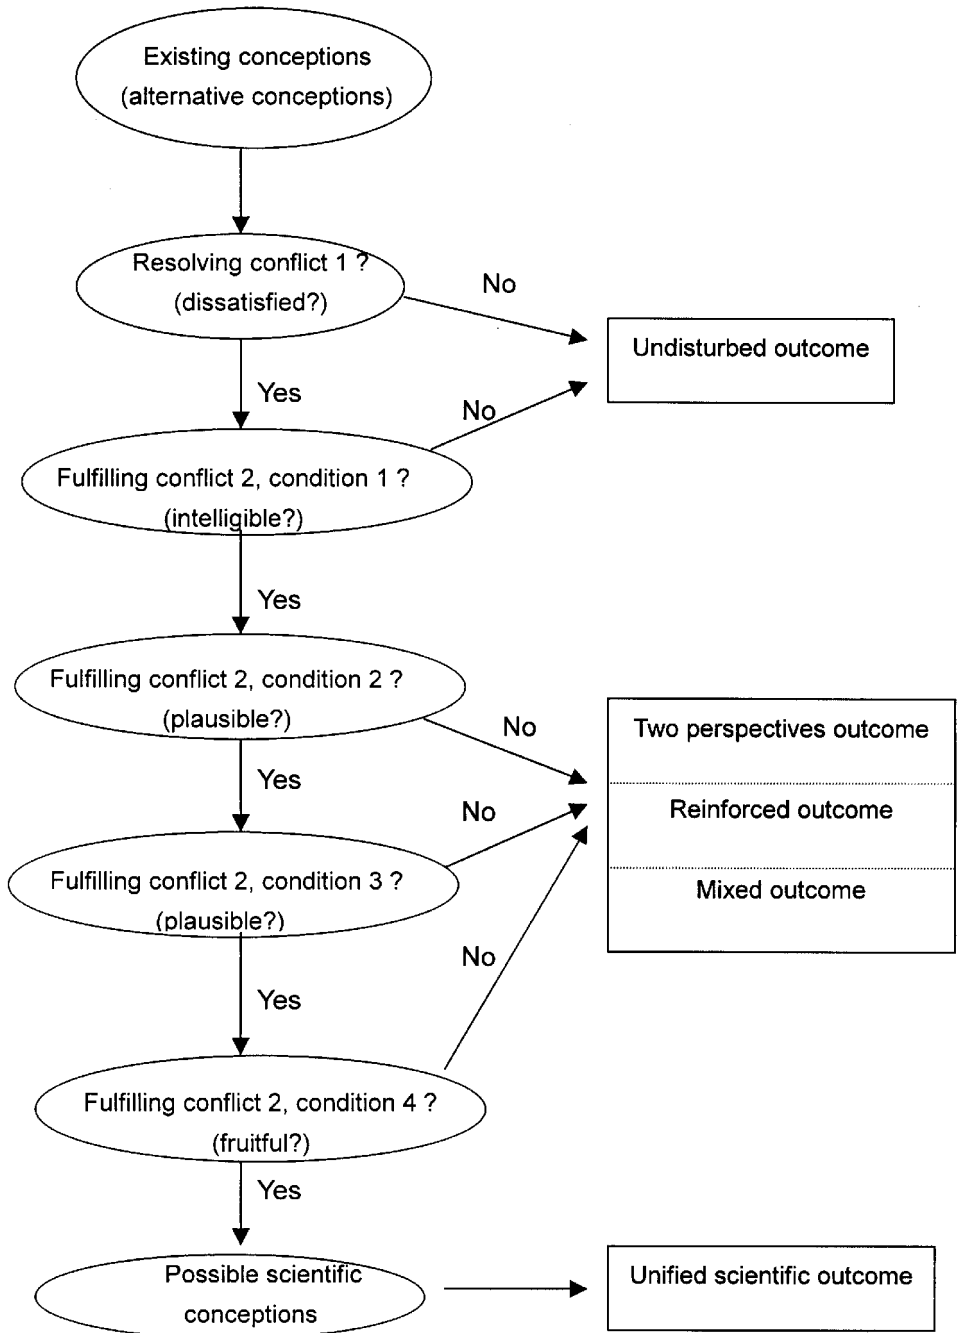 Existing conceptions
(alternative conceptions)
Resolving conflict 1 ?
(dissatisfied?)
No
Undisturbed outcome
Yes
No
Fulfilling conflict 2, condition 1 ?
(intelligible?)
Yes
Fulfilling conflict 2, condition 2 ?
(plausible?)
No
Two perspectives outcome
Yes
No
Reinforced outcome
Fulfilling conflict 2, condition 3 ?
(plausible?)
Mixed outcome
No
Yes
Fulfilling conflict 2, condition 4 ?
(fruitful?)
Yes
Possible scientific
conceptions
Unified scientific outcome